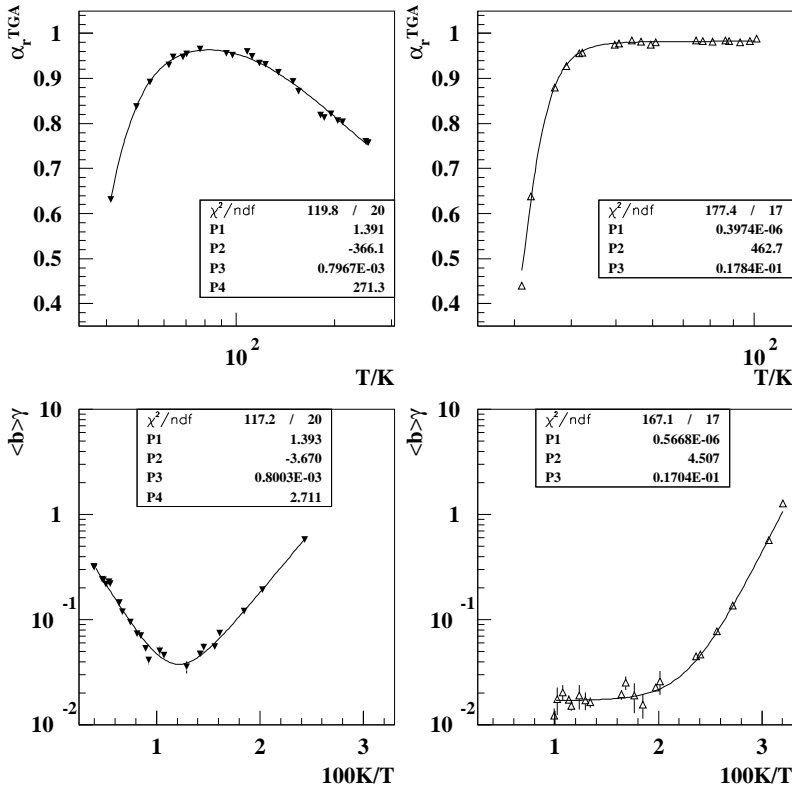 α_r^TGA
1
0.9
0.8
0.7
0.6
0.5
0.4
χ²/ndf 119.8 / 20
P1 1.391
P2 -366.1
P3 0.7967E-03
P4 271.3
10²
T/K
α_r^TGA
1
0.9
0.8
0.7
0.6
0.5
0.4
χ²/ndf 177.4 / 17
P1 0.3974E-06
P2 462.7
P3 0.1784E-01
10²
T/K
<b>γ
10
1
10⁻¹
10⁻²
χ²/ndf 117.2 / 20
P1 1.393
P2 -3.670
P3 0.8003E-03
P4 2.711
1 2 3
100K/T
<b>γ
10
1
10⁻¹
10⁻²
χ²/ndf 167.1 / 17
P1 0.5668E-06
P2 4.507
P3 0.1704E-01
1 2 3
100K/T